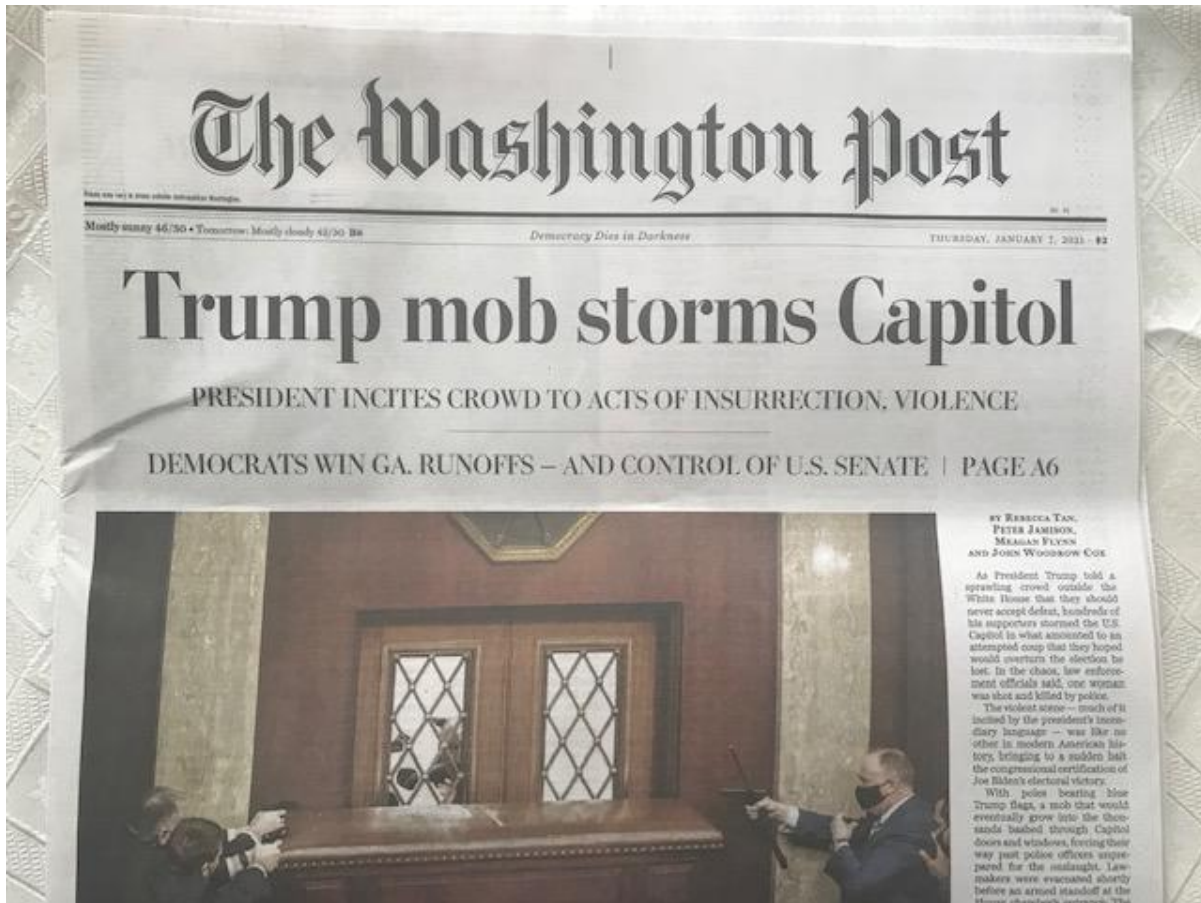 The Washington Post
Mostly sunny 46/30 • Tomorrow: Mostly cloudy 45/30 B8
Democracy Dies in Darkness
THURSDAY, JANUARY 7, 2021 · $2
Trump mob storms Capitol
PRESIDENT INCITES CROWD TO ACTS OF INSURRECTION, VIOLENCE
DEMOCRATS WIN GA. RUNOFFS — AND CONTROL OF U.S. SENATE | PAGE A6
BY REBECCA TAN,
PETER JAMISON,
MEAGAN FLYNN
AND JOHN WOODROW COX
As President Trump told a
sprawling crowd outside the
White House that they should
never accept defeat, hundreds of
his supporters stormed the U.S.
Capitol in what amounted to an
attempted coup that they hoped
would overturn the election he
lost. In the chaos, law enforce-
ment officials said, one woman
was shot and killed by police.
The violent scene — much of it
incited by the president's incen-
diary language — was like no
other in modern American his-
tory, bringing to a sudden halt
the congressional certification of
Joe Biden's electoral victory.
With poles bearing blue
Trump flags, a mob that would
eventually grow into the thou-
sands bashed through Capitol
doors and windows, forcing their
way past police officers unpre-
pared for the onslaught. Law-
makers were evacuated shortly
before an armed standoff at the